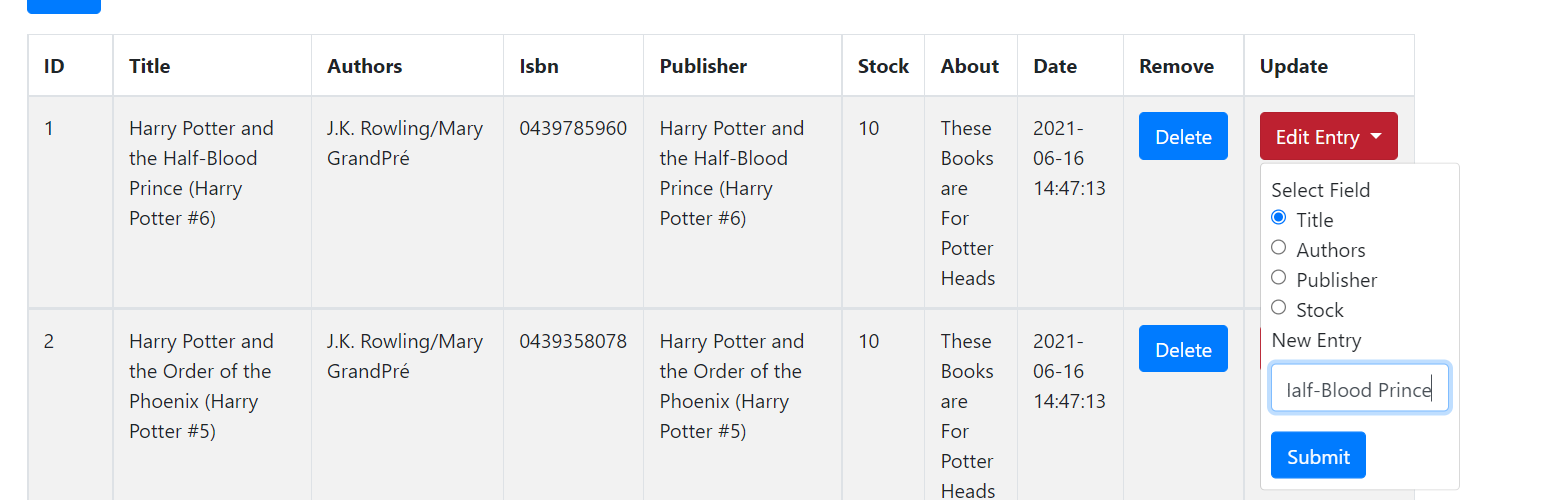 ID Title Authors Isbn Publisher Stock About Date Remove Update
1 Harry Potter and the Half-Blood Prince (Harry Potter #6) J.K. Rowling/Mary GrandPré 0439785960 Harry Potter and the Half-Blood Prince (Harry Potter #6) 10 These Books are For Potter Heads 2021-06-16 14:47:13 Delete Edit Entry
Select Field
Title
Authors
Publisher
Stock
New Entry
alf-Blood Prince
Submit
2 Harry Potter and the Order of the Phoenix (Harry Potter #5) J.K. Rowling/Mary GrandPré 0439358078 Harry Potter and the Order of the Phoenix (Harry Potter #5) 10 These Books are For Potter Heads 2021-06-16 14:47:13 Delete